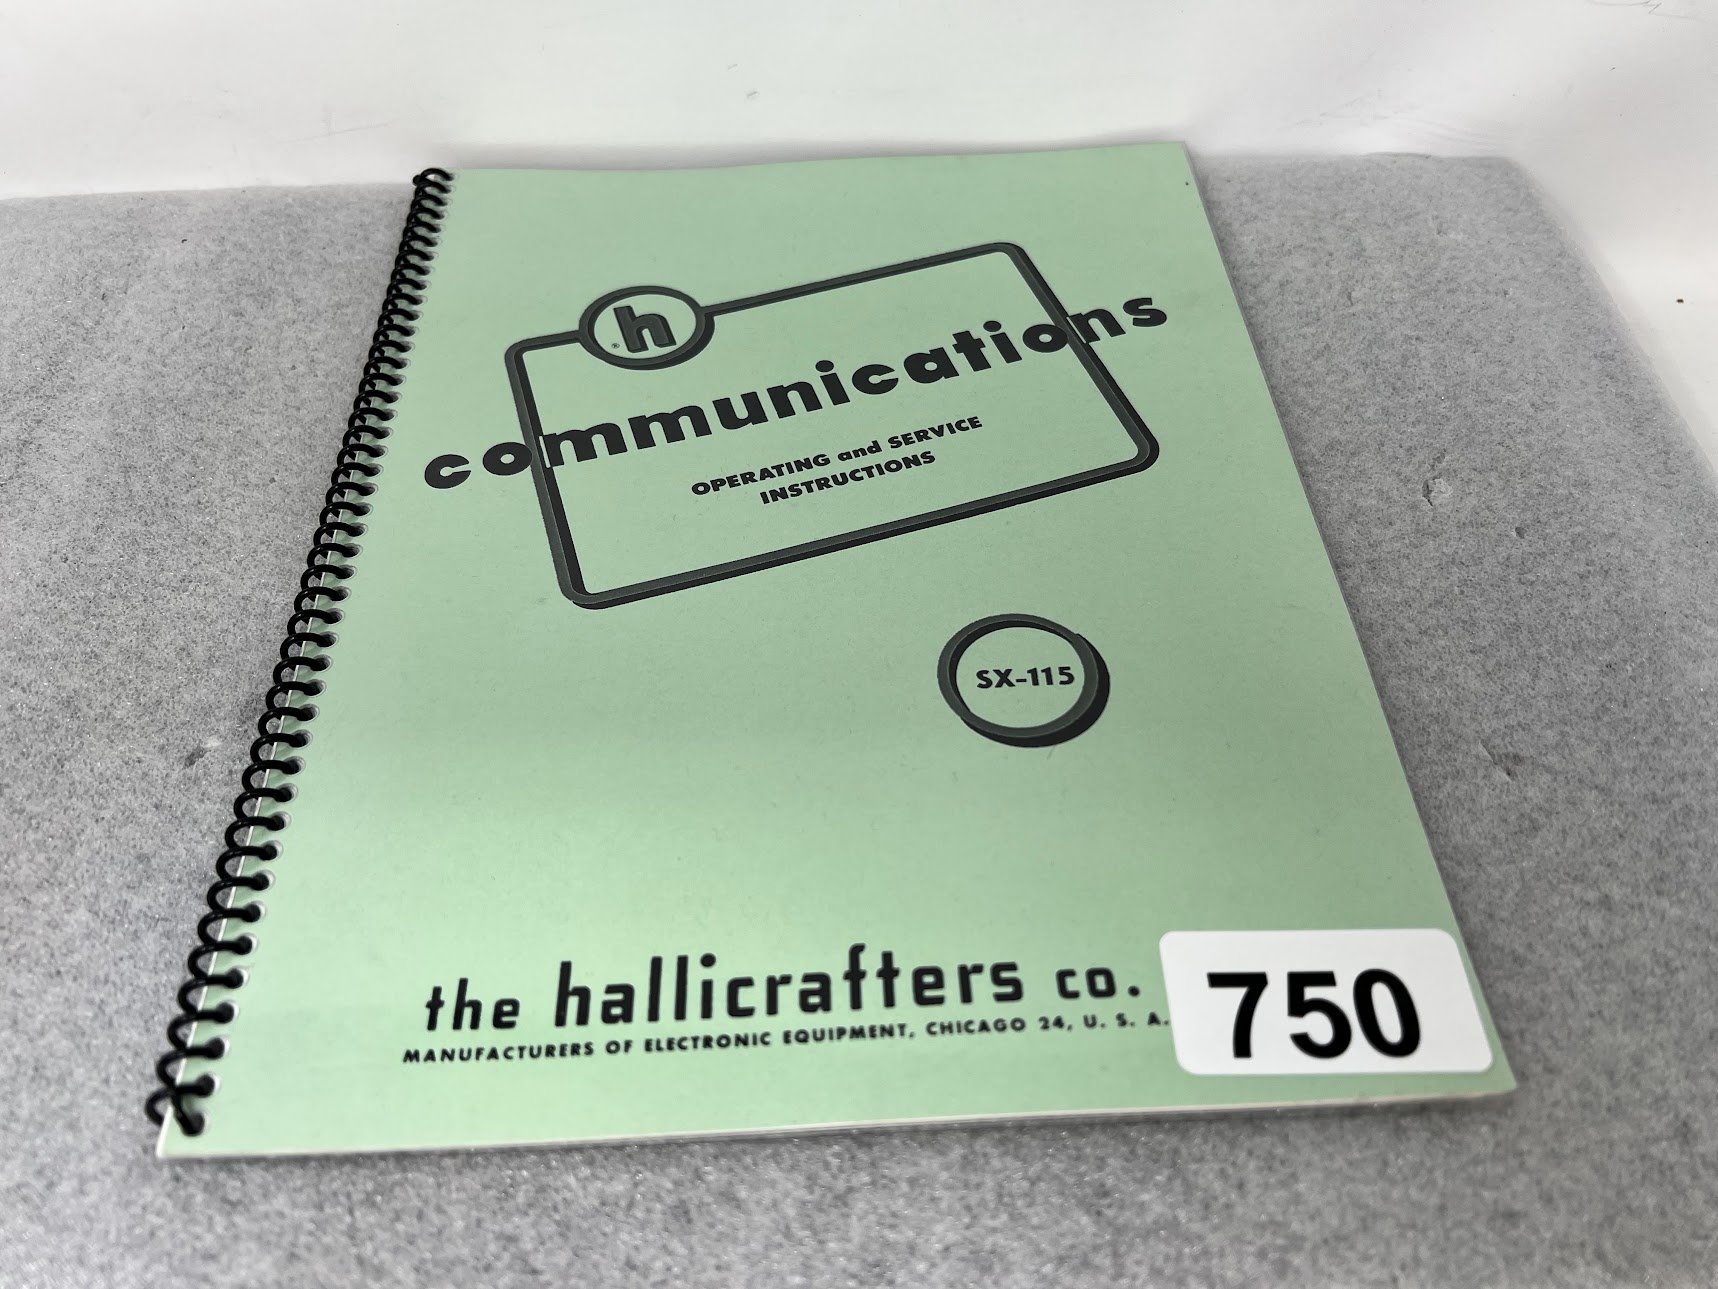 h
®
communications
OPERATING and SERVICE
INSTRUCTIONS
SX-115
the hallicrafters co.
MANUFACTURERS OF ELECTRONIC EQUIPMENT, CHICAGO 24, U. S. A.
750